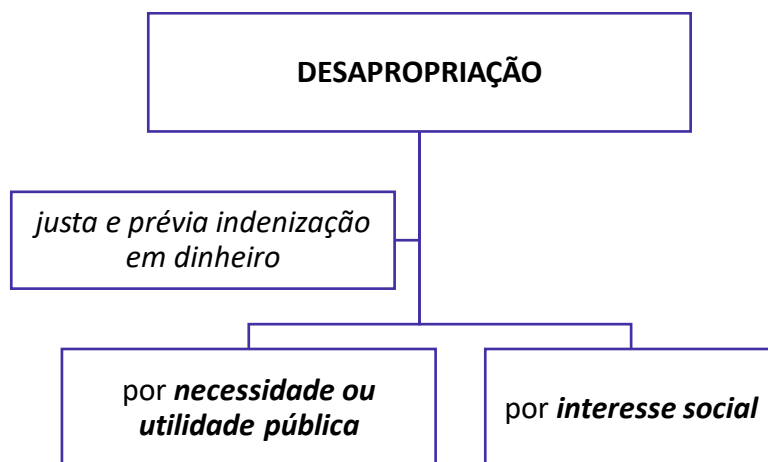 DESAPROPRIAÇÃO
justa e prévia indenização
em dinheiro
por necessidade ou
utilidade pública
por interesse social